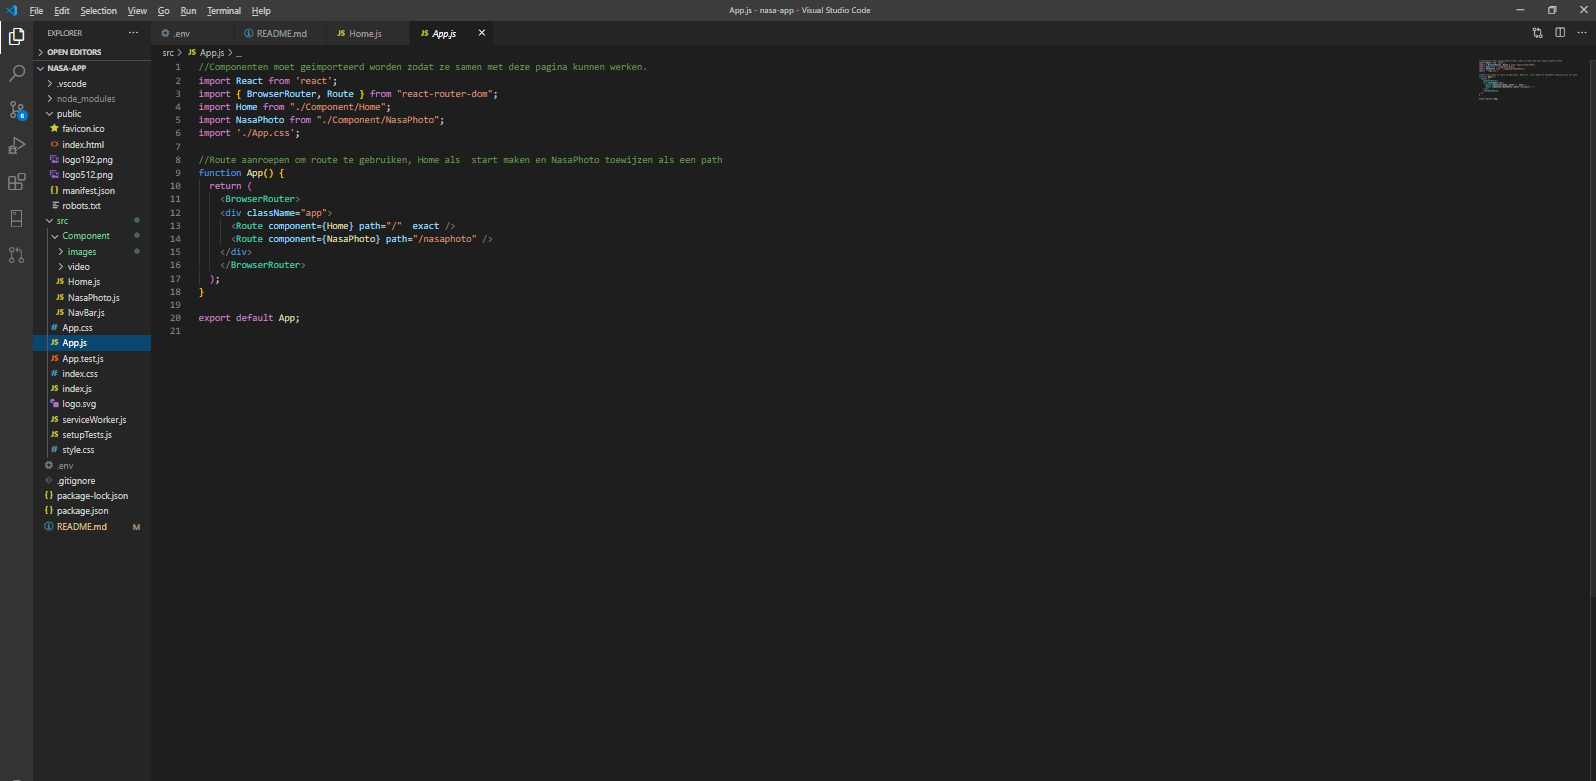 File Edit Selection View Go Run Terminal Help
App.js - nasa-app - Visual Studio Code
EXPLORER
OPEN EDITORS
NASA-APP
.vscode
node_modules
public
favicon.ico
index.html
logo192.png
logo512.png
manifest.json
robots.txt
src
Component
images
video
Home.js
NasaPhoto.js
NavBar.js
App.css
App.js
App.test.js
index.css
index.js
logo.svg
serviceWorker.js
setupTests.js
style.css
.env
.gitignore
package-lock.json
package.json
README.md M
6
.env README.md JS Home.js JS App.js
src > JS App.js > ...
1 //Componenten moet geimporteerd worden zodat ze samen met deze pagina kunnen werken.
2 import React from 'react';
3 import { BrowserRouter, Route } from "react-router-dom";
4 import Home from "./Component/Home";
5 import NasaPhoto from "./Component/NasaPhoto";
6 import './App.css';
7
8 //Route aanroepen om route te gebruiken, Home als  start maken en NasaPhoto toewijzen als een path
9 function App() {
10   return (
11     <BrowserRouter>
12     <div className="app">
13       <Route component={Home} path="/"  exact />
14       <Route component={NasaPhoto} path="/nasaphoto" />
15     </div>
16     </BrowserRouter>
17   );
18 }
19
20 export default App;
21